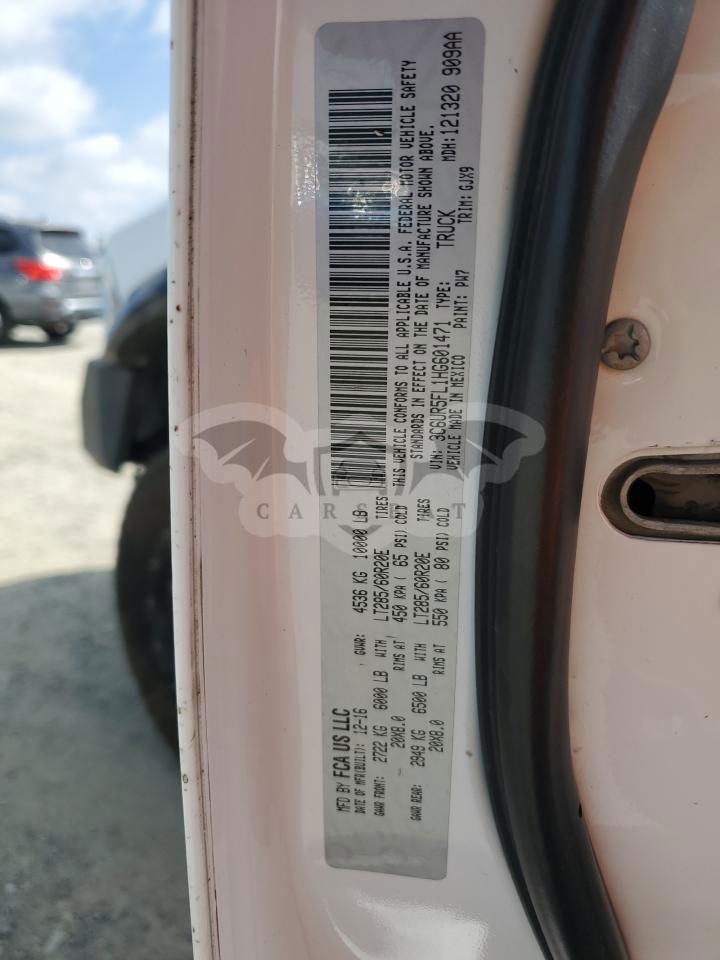 MFD BY FCA US LLC
DATE OF MFR(BUILT): 12-16 GVWR: 4536 KG 10000 LB
GAWR FRONT: 2722 KG 6000 LB WITH LT285/60R20E TIRES
20X8.0 RIMS AT 450 KPA ( 65 PSI) COLD
GAWR REAR: 2949 KG 6500 LB WITH LT285/60R20E TIRES
20X8.0 RIMS AT 550 KPA ( 80 PSI) COLD
THIS VEHICLE CONFORMS TO ALL APPLICABLE U.S.A. FEDERAL MOTOR VEHICLE SAFETY
STANDARDS IN EFFECT ON THE DATE OF MANUFACTURE SHOWN ABOVE.
VIN: 3C6UR5FL1HG601471 TYPE: TRUCK MDH:121320 909AA
VEHICLE MADE IN MEXICO PAINT: PW7 TRIM: GJX9